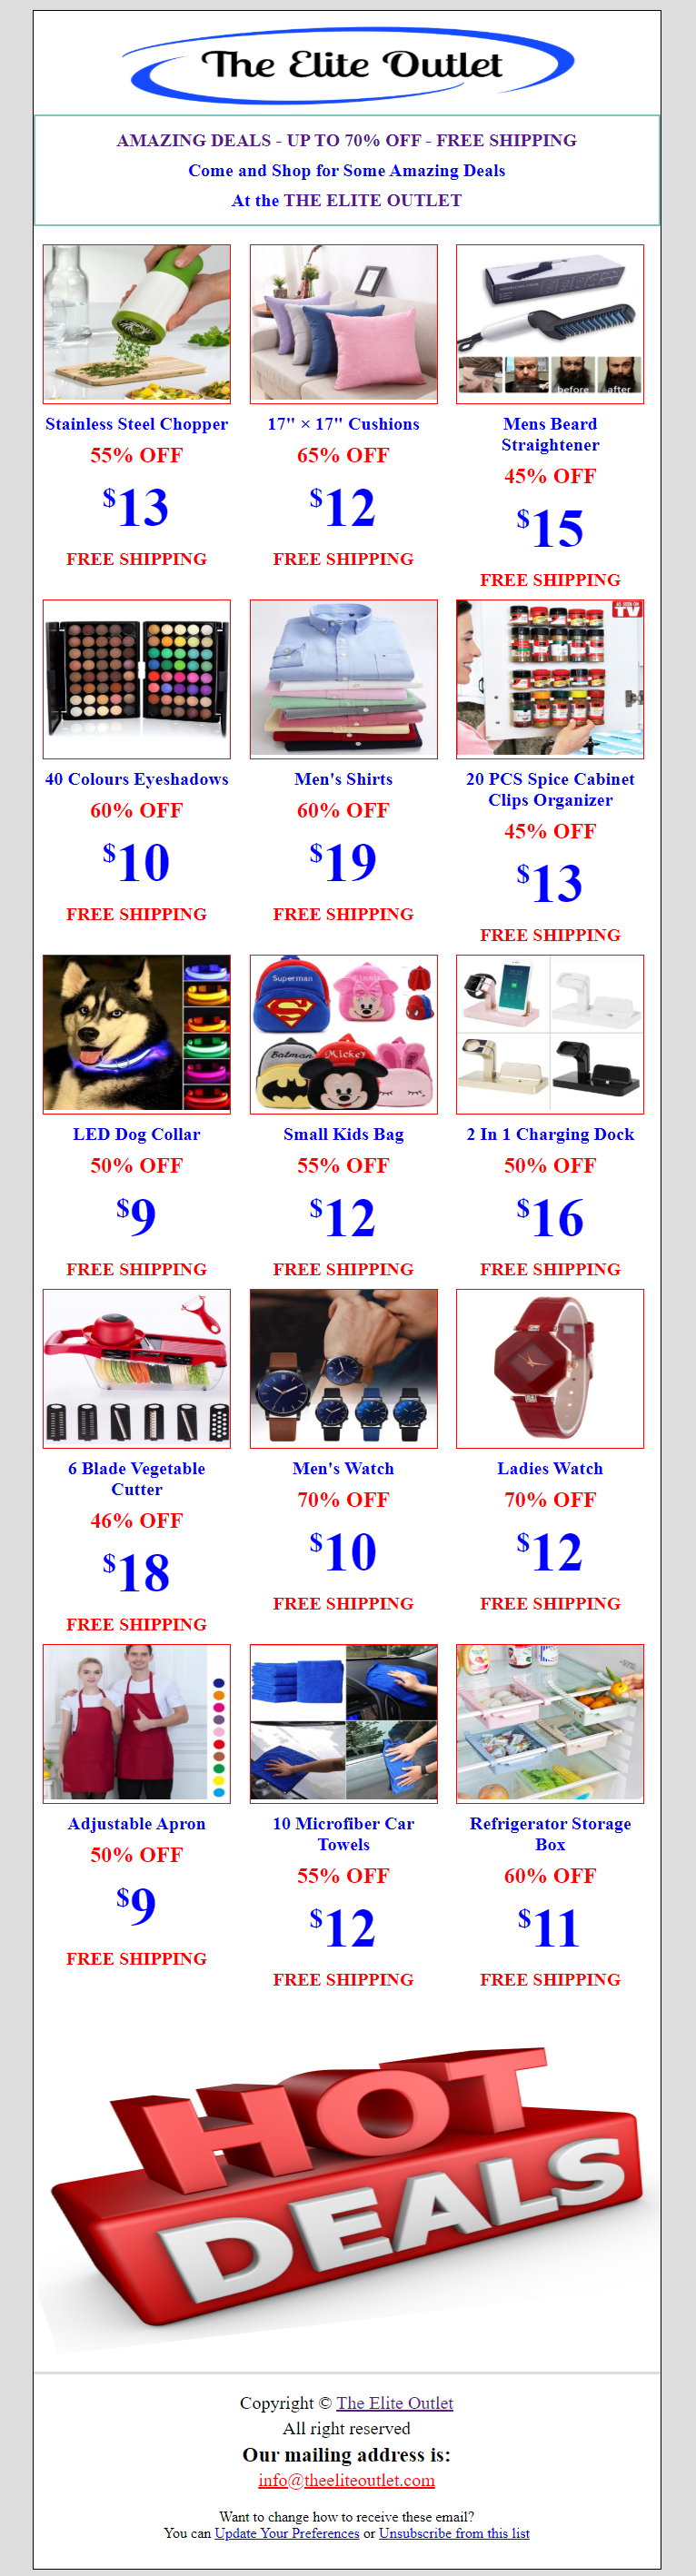 The Elite Outlet
AMAZING DEALS - UP TO 70% OFF - FREE SHIPPING
Come and Shop for Some Amazing Deals
At the THE ELITE OUTLET
before after
Stainless Steel Chopper
55% OFF
$13
FREE SHIPPING
17" × 17" Cushions
65% OFF
$12
FREE SHIPPING
Mens Beard
Straightener
45% OFF
$15
FREE SHIPPING
AS SEEN ON
TV
40 Colours Eyeshadows
60% OFF
$10
FREE SHIPPING
Men's Shirts
60% OFF
$19
FREE SHIPPING
20 PCS Spice Cabinet
Clips Organizer
45% OFF
$13
FREE SHIPPING
Superman
Batman
Mickey
LED Dog Collar
50% OFF
$9
FREE SHIPPING
Small Kids Bag
55% OFF
$12
FREE SHIPPING
2 In 1 Charging Dock
50% OFF
$16
FREE SHIPPING
6 Blade Vegetable
Cutter
46% OFF
$18
FREE SHIPPING
Men's Watch
70% OFF
$10
FREE SHIPPING
Ladies Watch
70% OFF
$12
FREE SHIPPING
Adjustable Apron
50% OFF
$9
FREE SHIPPING
10 Microfiber Car
Towels
55% OFF
$12
FREE SHIPPING
Refrigerator Storage
Box
60% OFF
$11
FREE SHIPPING
HOT
DEALS
Copyright © The Elite Outlet
All right reserved
Our mailing address is:
info@theeliteoutlet.com
Want to change how to receive these email?
You can Update Your Preferences or Unsubscribe from this list